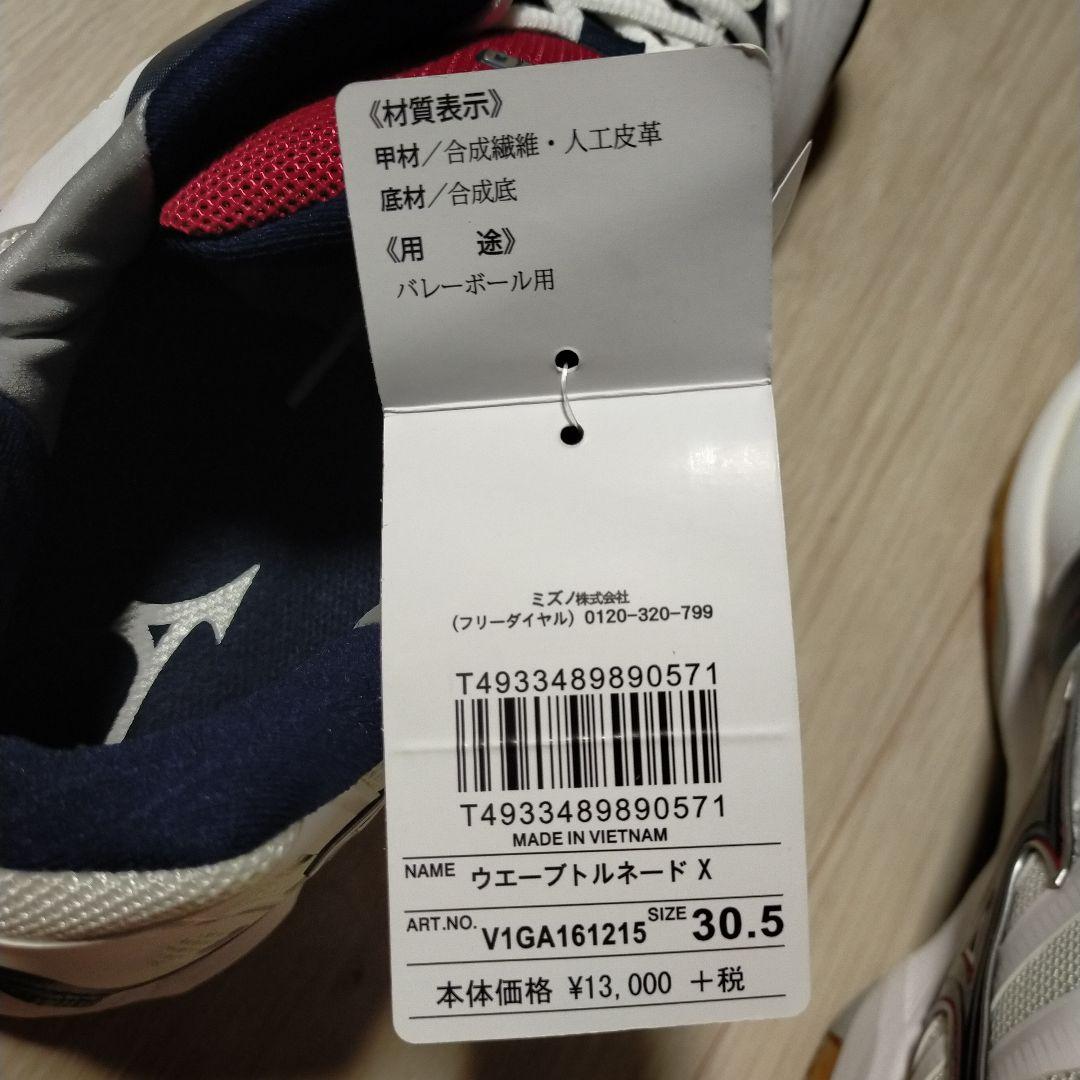 《材質表示》
甲材／合成繊維・人工皮革
底材／合成底
《用　途》
バレーボール用
ミズノ株式会社
（フリーダイヤル）0120-320-799
T4933489890571
T4933489890571
MADE IN VIETNAM
NAME ウエーブトルネード X
ART.NO. V1GA161215 SIZE 30.5
本体価格 ¥13,000 +税